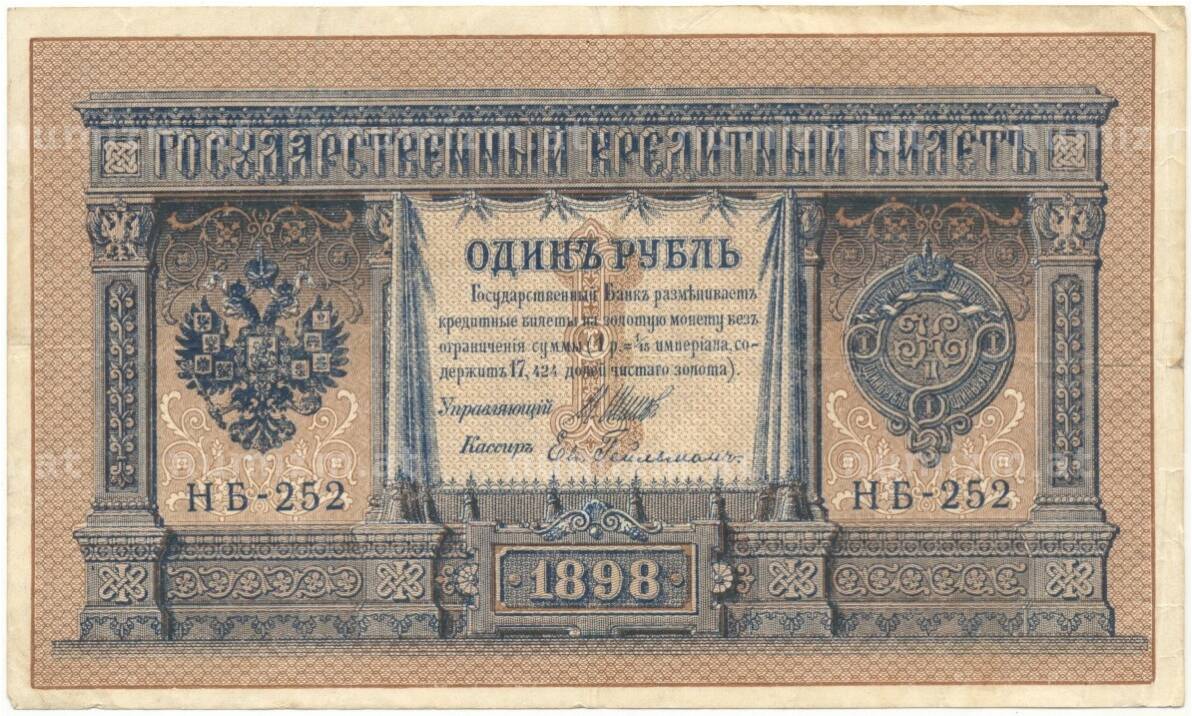 ГОСУДАРСТВЕННЫЙ КРЕДИТНЫЙ БИЛЕТЪ
ОДИНЪ РУБЛЬ
Государственный Банкъ размѣниваетъ
кредитные билеты на золотую монету безъ
ограниченія суммы (1 р. = 1/15 имперіала, со-
держитъ 17,424 долей чистаго золота).
Управляющій
Кассиръ
НБ-252
НБ-252
1898